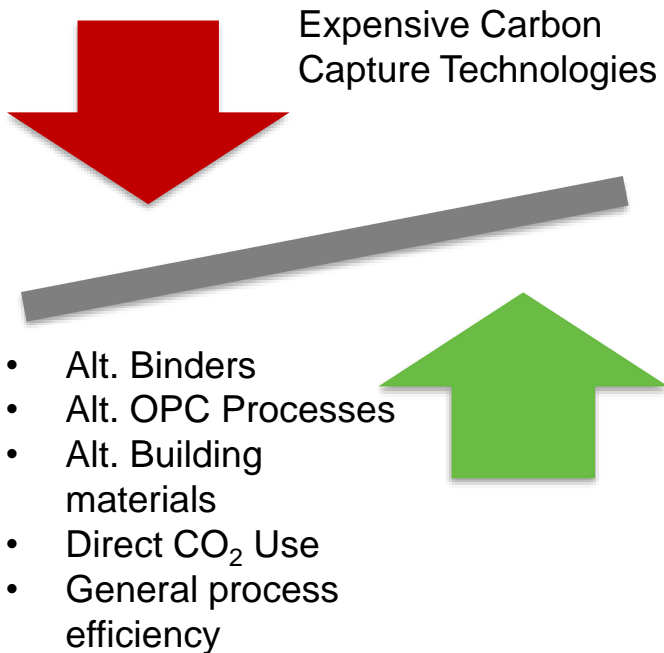 Expensive Carbon
Capture Technologies
• Alt. Binders
• Alt. OPC Processes
• Alt. Building
materials
• Direct CO₂ Use
• General process
efficiency